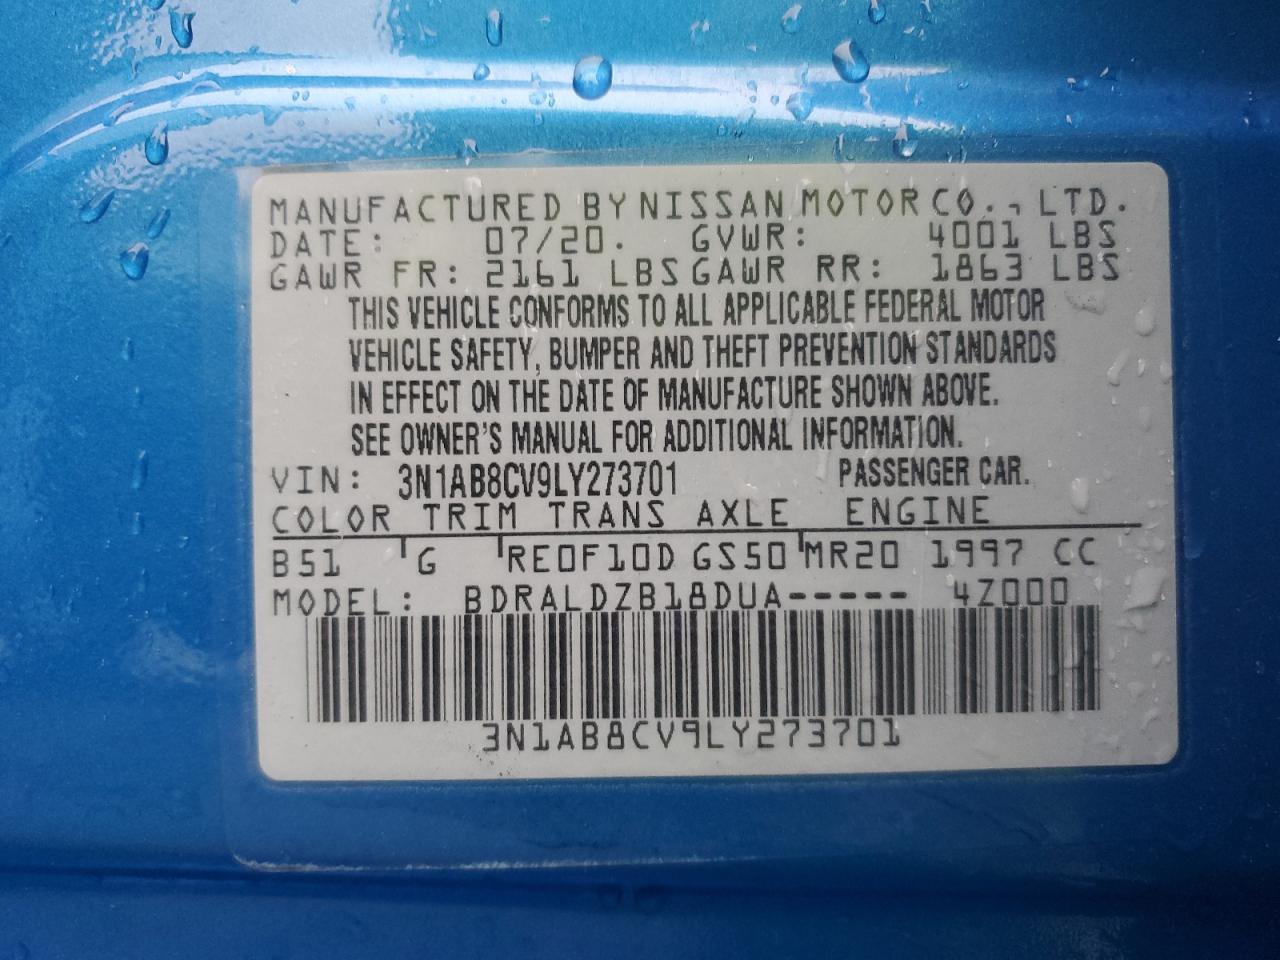 MANUFACTURED BY NISSAN MOTOR CO., LTD.
DATE: 07/20. GVWR: 4001 LBS
GAWR FR: 2161 LBS GAWR RR: 1863 LBS
THIS VEHICLE CONFORMS TO ALL APPLICABLE FEDERAL MOTOR
VEHICLE SAFETY, BUMPER AND THEFT PREVENTION STANDARDS
IN EFFECT ON THE DATE OF MANUFACTURE SHOWN ABOVE.
SEE OWNER'S MANUAL FOR ADDITIONAL INFORMATION.
VIN: 3N1AB8CV9LY273701 PASSENGER CAR.
COLOR TRIM TRANS AXLE ENGINE
B51 G RE0F10D GS50 MR20 1997 CC
MODEL: BDRALDZB18DUA----- 4Z000
3N1AB8CV9LY273701